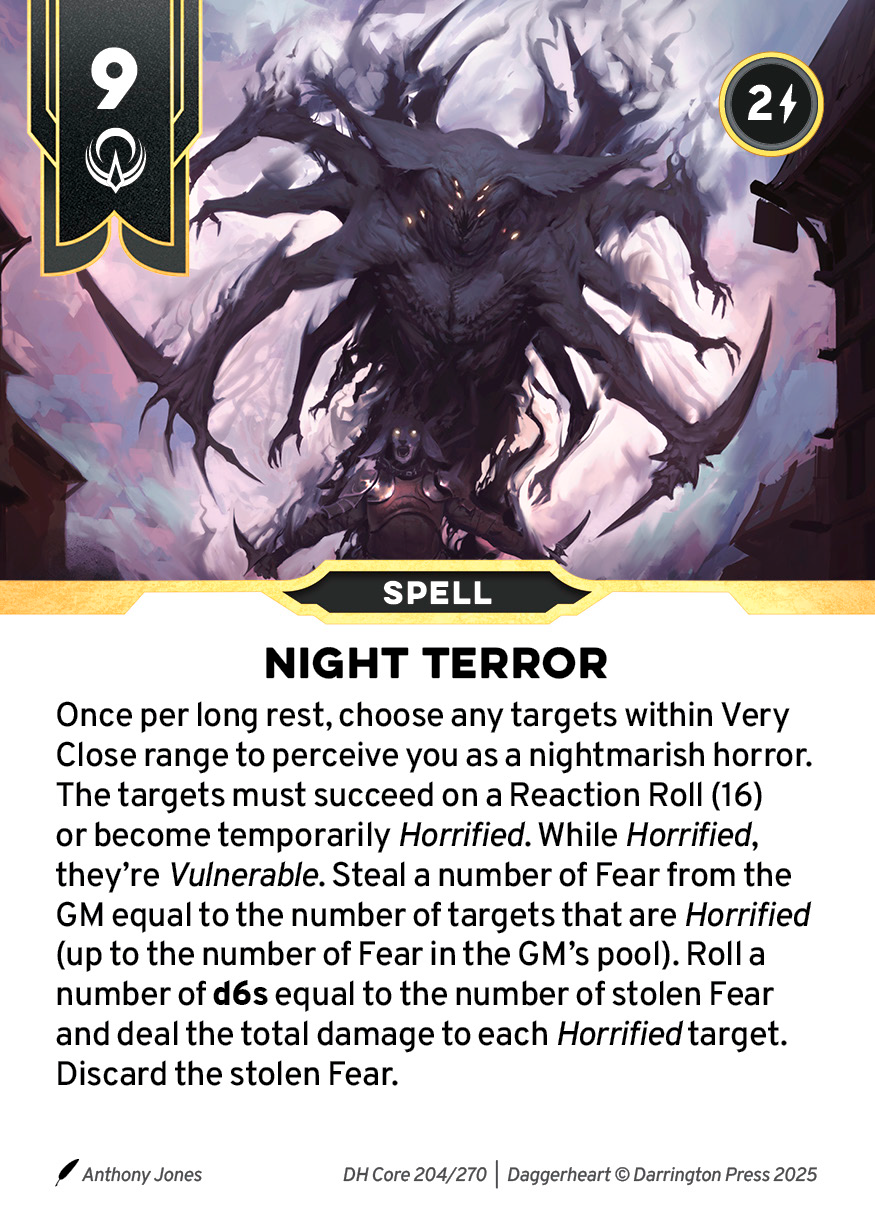 9
2
SPELL
NIGHT TERROR
Once per long rest, choose any targets within Very
Close range to perceive you as a nightmarish horror.
The targets must succeed on a Reaction Roll (16)
or become temporarily Horrified. While Horrified,
they’re Vulnerable. Steal a number of Fear from the
GM equal to the number of targets that are Horrified
(up to the number of Fear in the GM’s pool). Roll a
number of d6s equal to the number of stolen Fear
and deal the total damage to each Horrified target.
Discard the stolen Fear.
Anthony Jones
DH Core 204/270 | Daggerheart © Darrington Press 2025